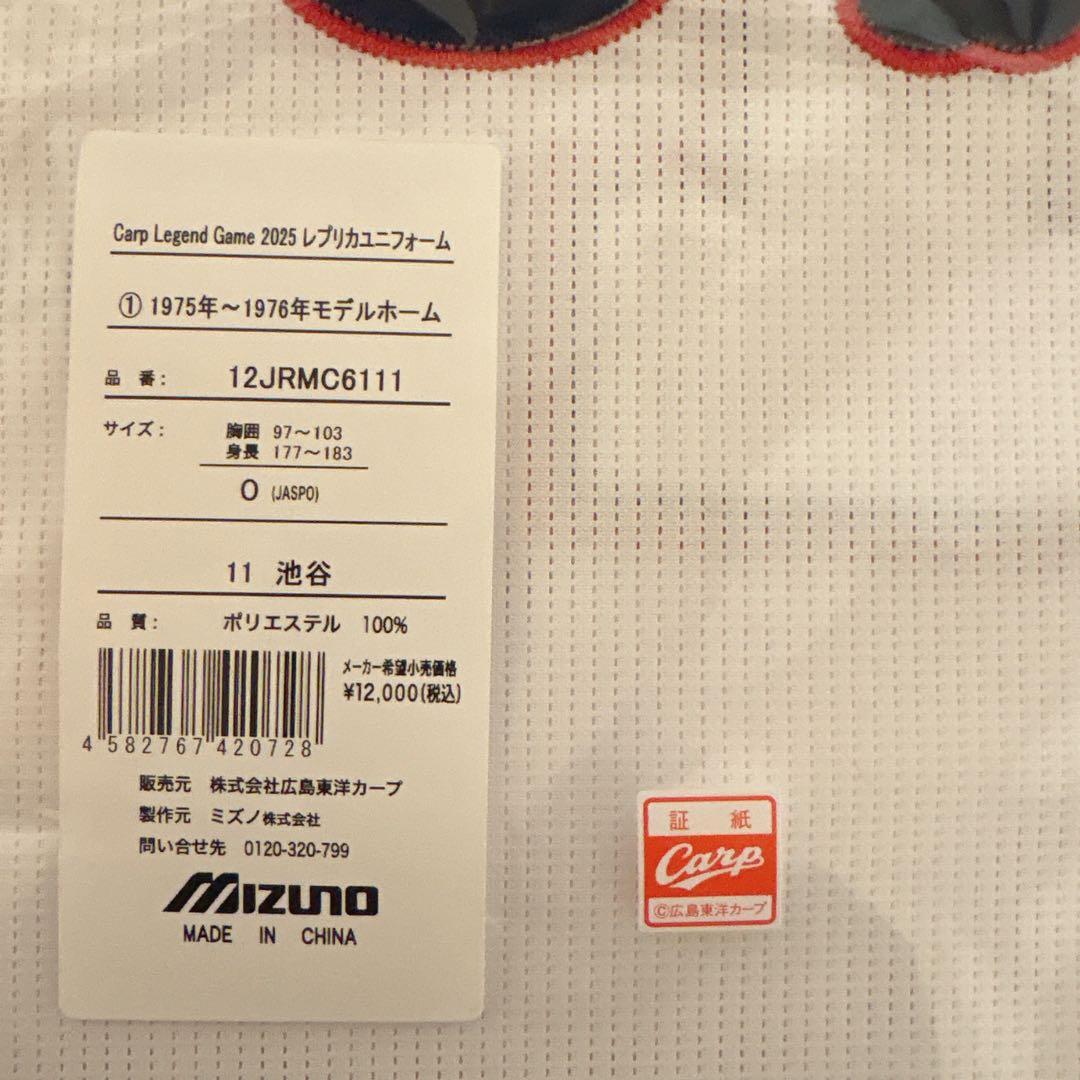 Carp Legend Game 2025 レプリカユニフォーム
① 1975年～1976年モデルホーム
品 番： 12JRMC6111
サイズ： 胸囲 97～103
身長 177～183
O (JASPO)
11 池谷
品 質： ポリエステル 100%
メーカー希望小売価格
¥12,000(税込)
4 582767 420728
販売元 株式会社広島東洋カープ
製作元 ミズノ株式会社
問い合せ先 0120-320-799
MIZUNO
MADE IN CHINA
証 紙
Carp
©広島東洋カープ